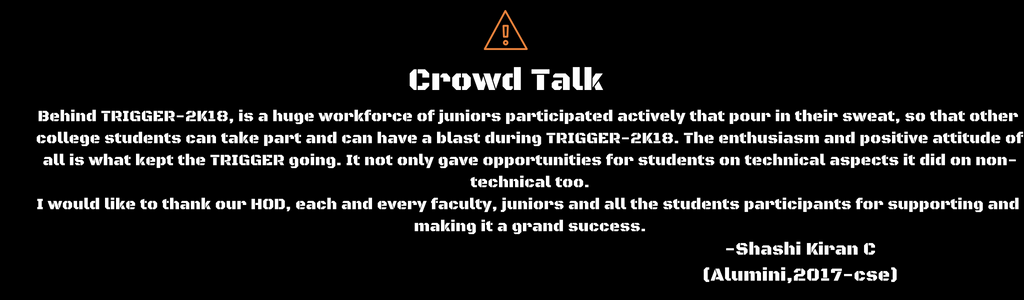 Crowd Talk
Behind TRIGGER-2K18, is a huge workforce of juniors participated actively that pour in their sweat, so that other
college students can take part and can have a blast during TRIGGER-2K18. The enthusiasm and positive attitude of
all is what kept the TRIGGER going. It not only gave opportunities for students on technical aspects it did on non-
technical too.
I would like to thank our HOD, each and every faculty, juniors and all the students participants for supporting and
making it a grand success.
-Shashi Kiran C
(Alumini,2017-cse)